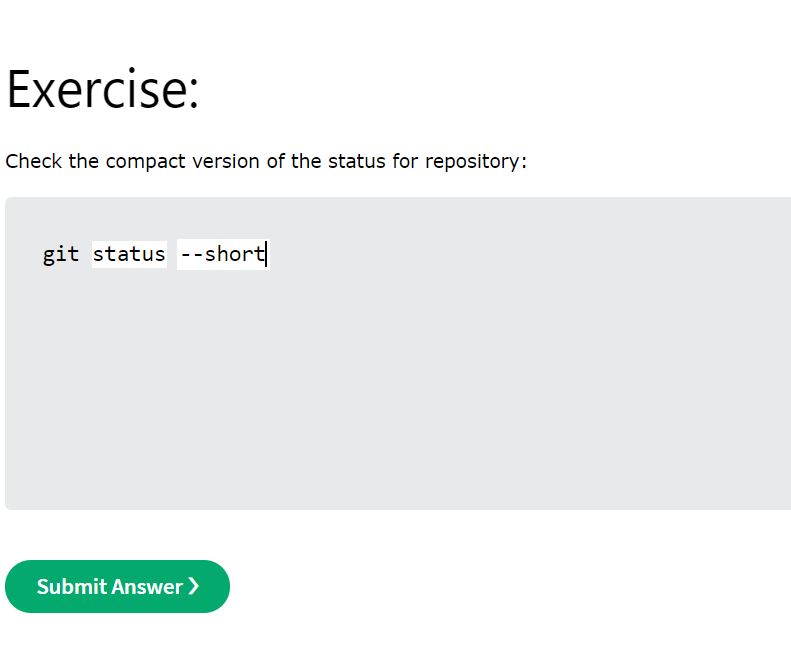 Exercise:
Check the compact version of the status for repository:
git status --short
Submit Answer ❯